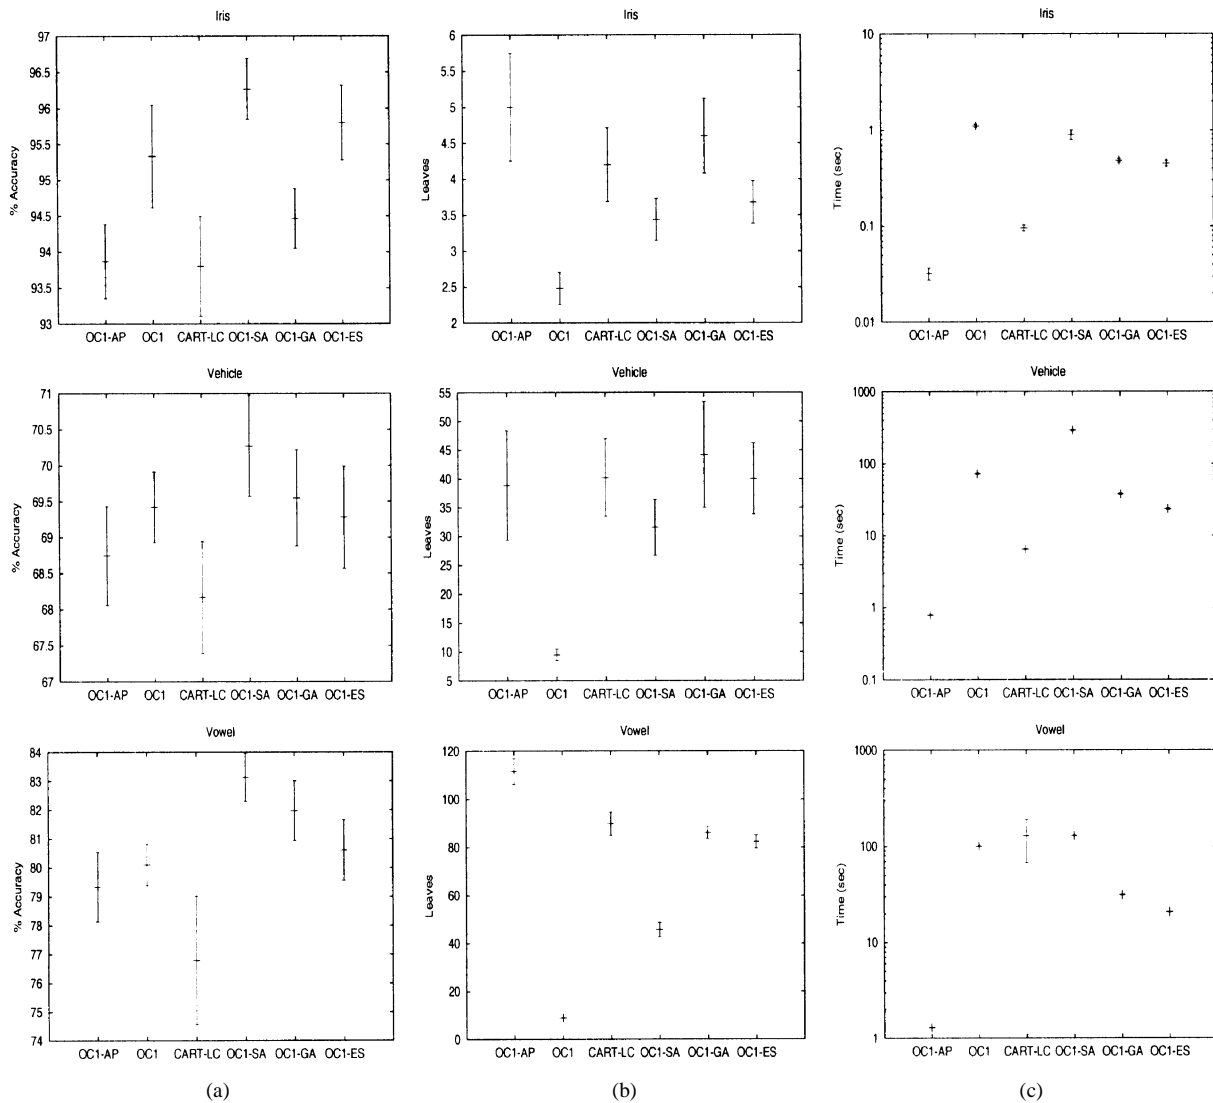 Iris
97
96.5
96
95.5
95
94.5
94
93.5
93
% Accuracy
OC1-AP OC1 CART-LC OC1-SA OC1-GA OC1-ES
Iris
6
5.5
5
4.5
4
3.5
3
2.5
2
Leaves
OC1-AP OC1 CART-LC OC1-SA OC1-GA OC1-ES
Iris
10
1
0.1
0.01
Time (sec)
OC1-AP OC1 CART-LC OC1-SA OC1-GA OC1-ES
Vehicle
71
70.5
70
69.5
69
68.5
68
67.5
67
% Accuracy
OC1-AP OC1 CART-LC OC1-SA OC1-GA OC1-ES
Vehicle
55
50
45
40
35
30
25
20
15
10
5
Leaves
OC1-AP OC1 CART-LC OC1-SA OC1-GA OC1-ES
Vehicle
1000
100
10
1
0.1
Time (sec)
OC1-AP OC1 CART-LC OC1-SA OC1-GA OC1-ES
Vowel
84
83
82
81
80
79
78
77
76
75
74
% Accuracy
OC1-AP OC1 CART-LC OC1-SA OC1-GA OC1-ES
Vowel
120
100
80
60
40
20
0
Leaves
OC1-AP OC1 CART-LC OC1-SA OC1-GA OC1-ES
Vowel
1000
100
10
1
Time (sec)
OC1-AP OC1 CART-LC OC1-SA OC1-GA OC1-ES
(a) (b) (c)